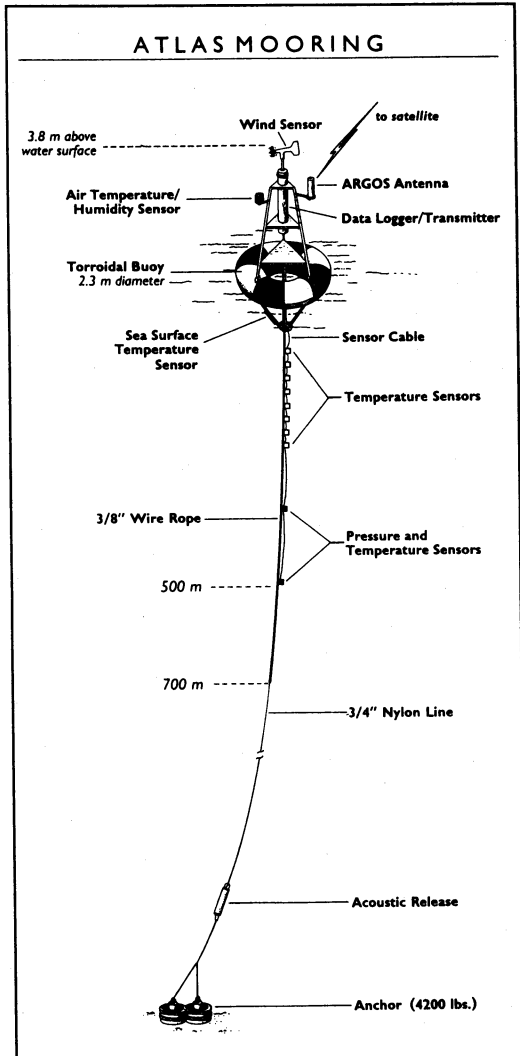 ATLAS MOORING
to satellite
Wind Sensor
3.8 m above
water surface
ARGOS Antenna
Air Temperature/
Humidity Sensor
Data Logger/Transmitter
Torroidal Buoy
2.3 m diameter
Sea Surface
Temperature
Sensor
Sensor Cable
Temperature Sensors
3/8" Wire Rope
Pressure and
Temperature Sensors
500 m
700 m
3/4" Nylon Line
Acoustic Release
Anchor (4200 lbs.)